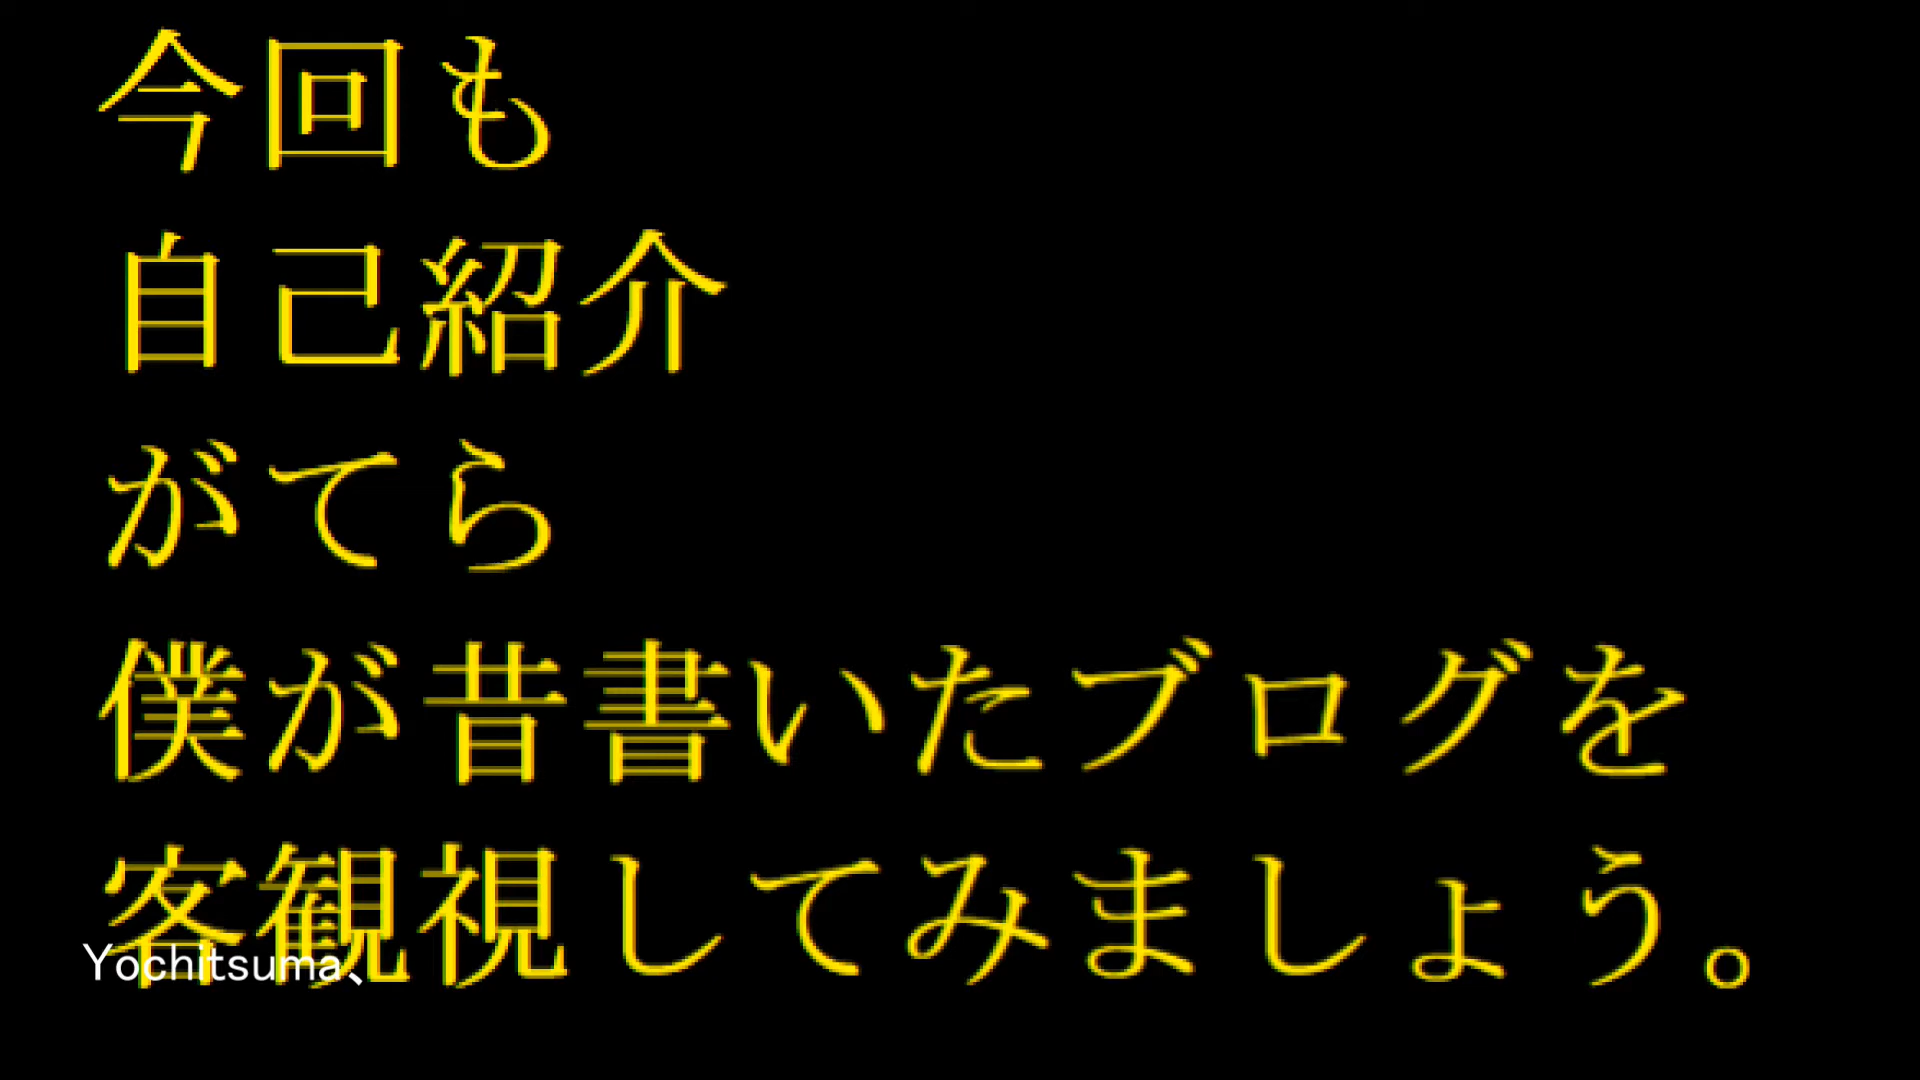 今回も
自己紹介
がてら
僕が昔書いたブログを
客観視してみましょう。
Yochitsuma、